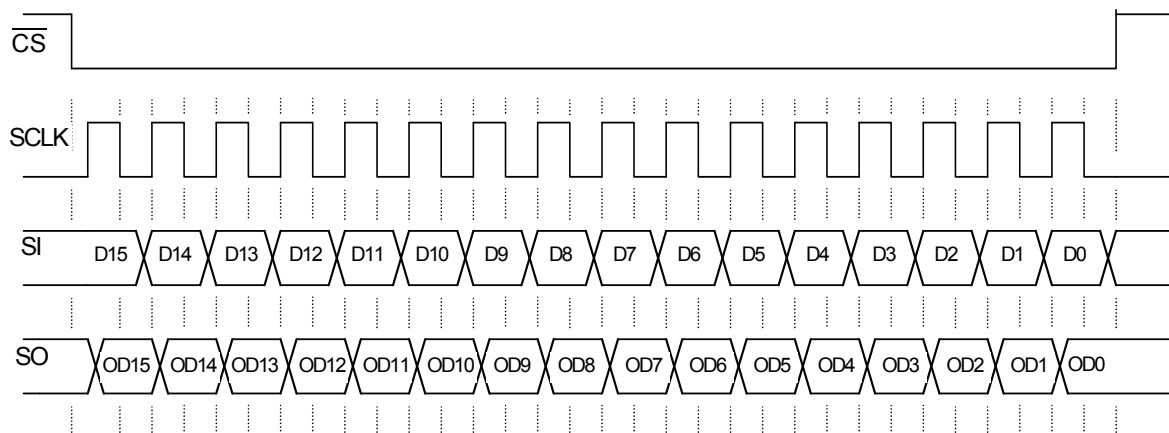 CS
SCLK
SI D15 D14 D13 D12 D11 D10 D9 D8 D7 D6 D5 D4 D3 D2 D1 D0
SO OD15 OD14 OD13 OD12 OD11 OD10 OD9 OD8 OD7 OD6 OD5 OD4 OD3 OD2 OD1 OD0